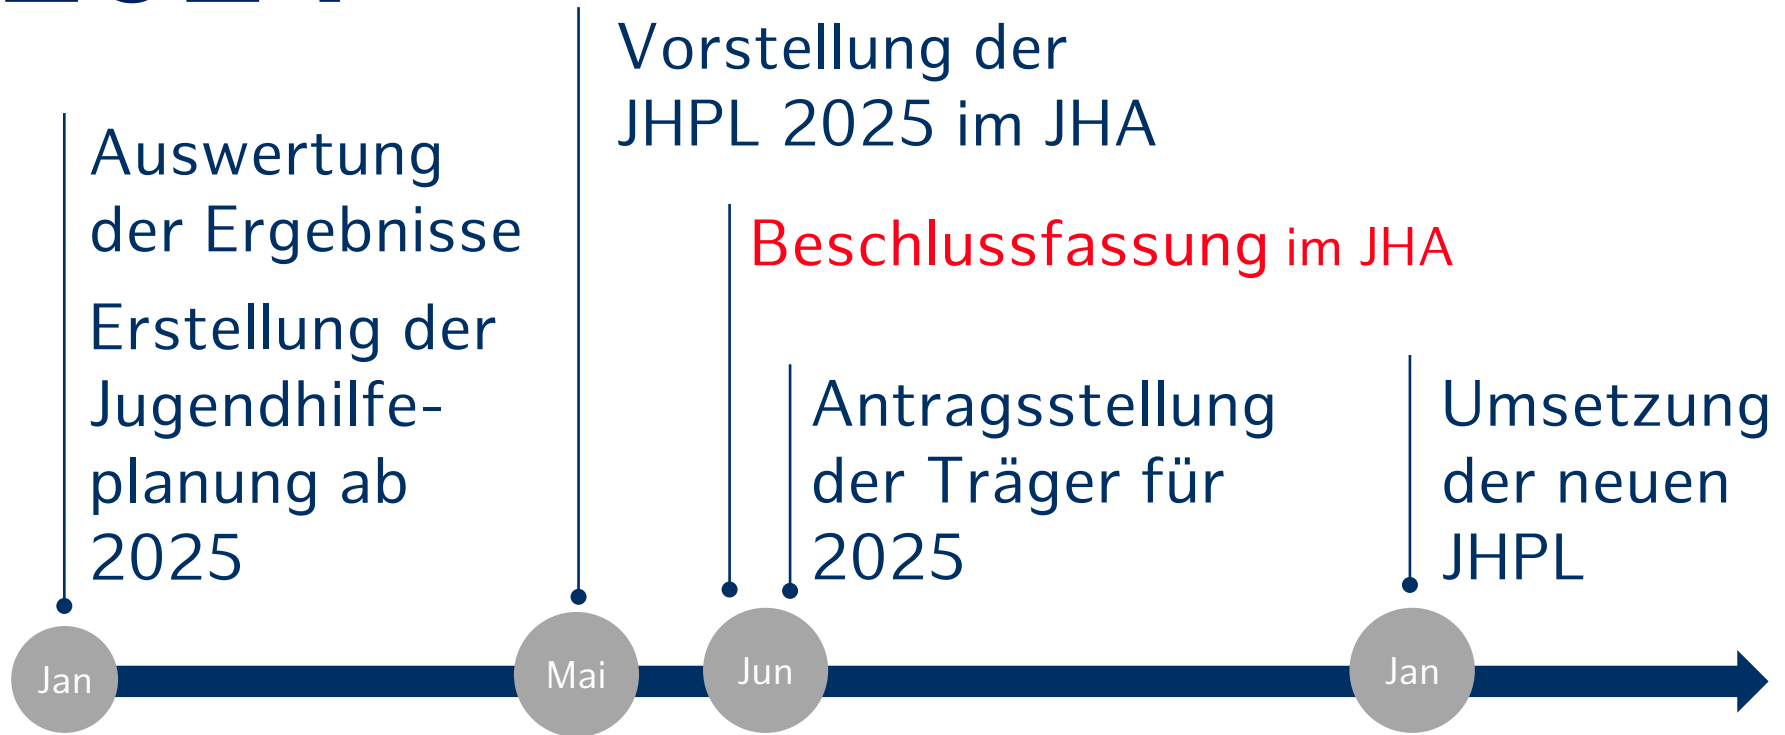 Vorstellung der
JHPL 2025 im JHA
Auswertung
der Ergebnisse
Erstellung der
Jugendhilfe-
planung ab
2025
Beschlussfassung im JHA
Antragsstellung
der Träger für
2025
Umsetzung
der neuen
JHPL
Jan
Mai
Jun
Jan